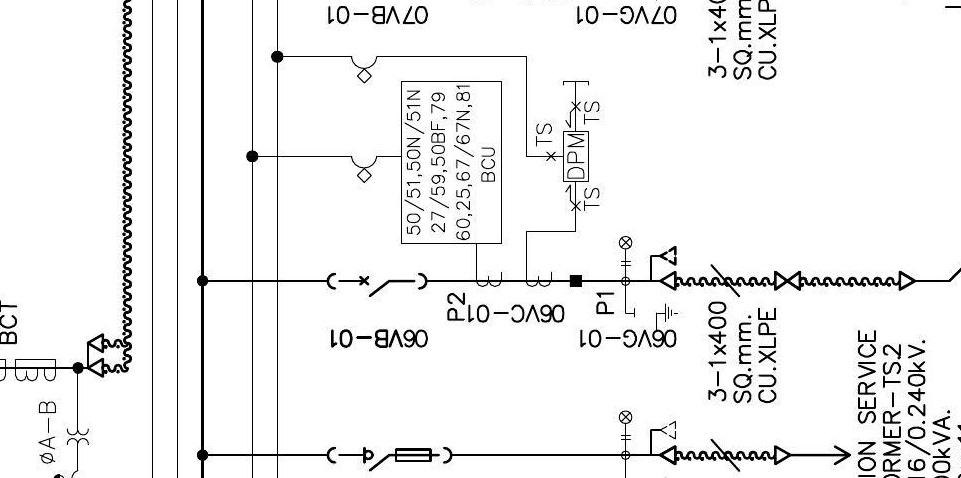 07VB-01
07VG-01
3-1x40
SQ.mm
CU.XLP
50/51,50N/51N
27/59,50BF,79
60,25,67/67N,81
BCU
TS
TS
DPM
TS
P2
P1
06VB-01
06VC-01
06VG-01
3-1x400
SQ.mm.
CU.XLPE
BCT
ØA-B
ION SERVICE
ORMER-TS2
16/0.240kV.
00kVA.